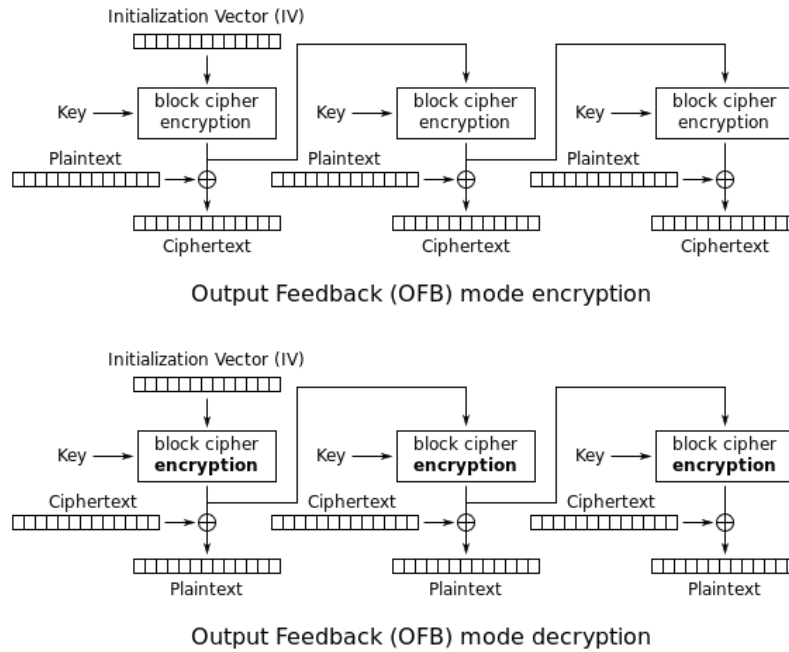 Initialization Vector (IV)
Key
block cipher
encryption
Key
block cipher
encryption
Key
block cipher
encryption
Plaintext
Plaintext
Plaintext
Ciphertext
Ciphertext
Ciphertext
Output Feedback (OFB) mode encryption
Initialization Vector (IV)
Key
block cipher
encryption
Key
block cipher
encryption
Key
block cipher
encryption
Ciphertext
Ciphertext
Ciphertext
Plaintext
Plaintext
Plaintext
Output Feedback (OFB) mode decryption